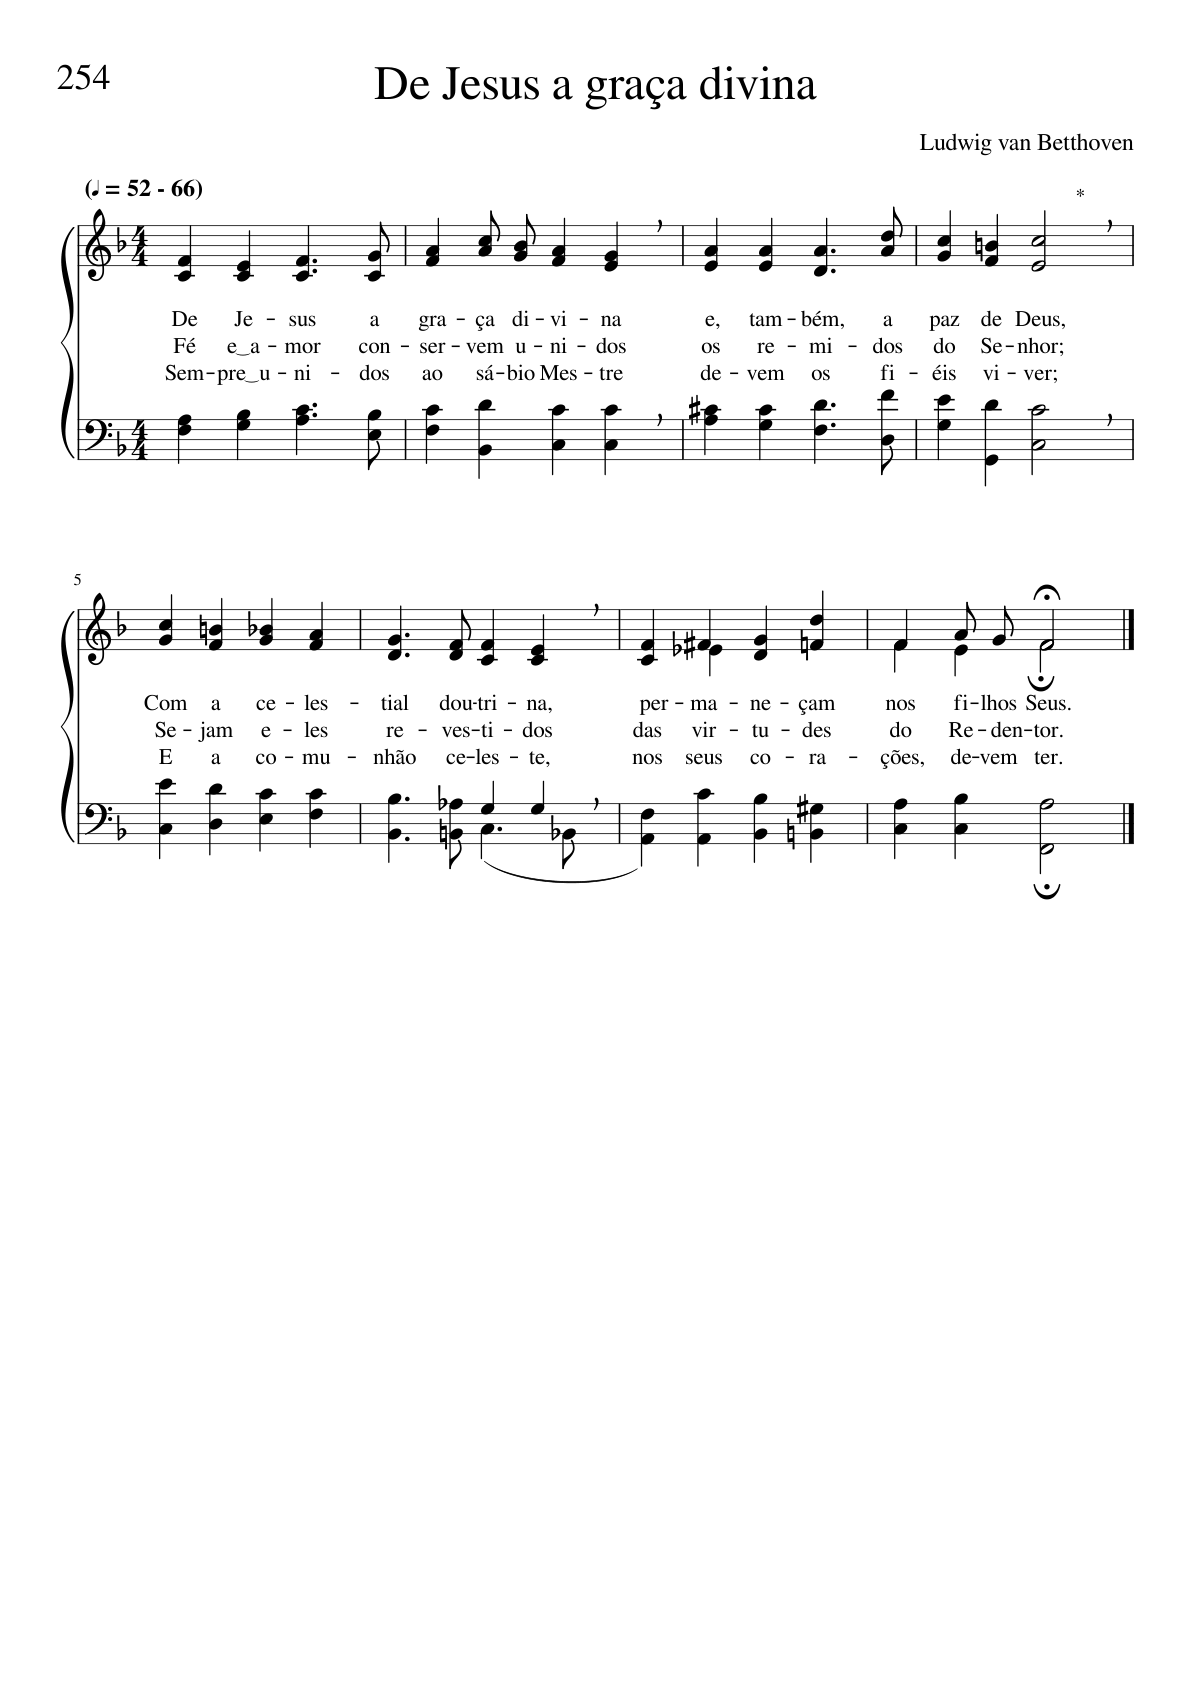 254
De Jesus a graça divina
Ludwig van Betthoven
(♩ = 52 - 66)
*
4/4
De Je - sus a gra - ça di - vi - na e, tam - bém, a paz de Deus,
Fé e‿a - mor con - ser - vem u - ni - dos os re - mi - dos do Se - nhor;
Sem - pre‿u - ni - dos ao sá - bio Mes - tre de - vem os fi - éis vi - ver;
4/4
5
Com a ce - les - tial dou - tri - na, per - ma - ne - çam nos fi - lhos Seus.
Se - jam e - les re - ves - ti - dos das vir - tu - des do Re - den - tor.
E a co - mu - nhão ce - les - te, nos seus co - ra - ções, de - vem ter.